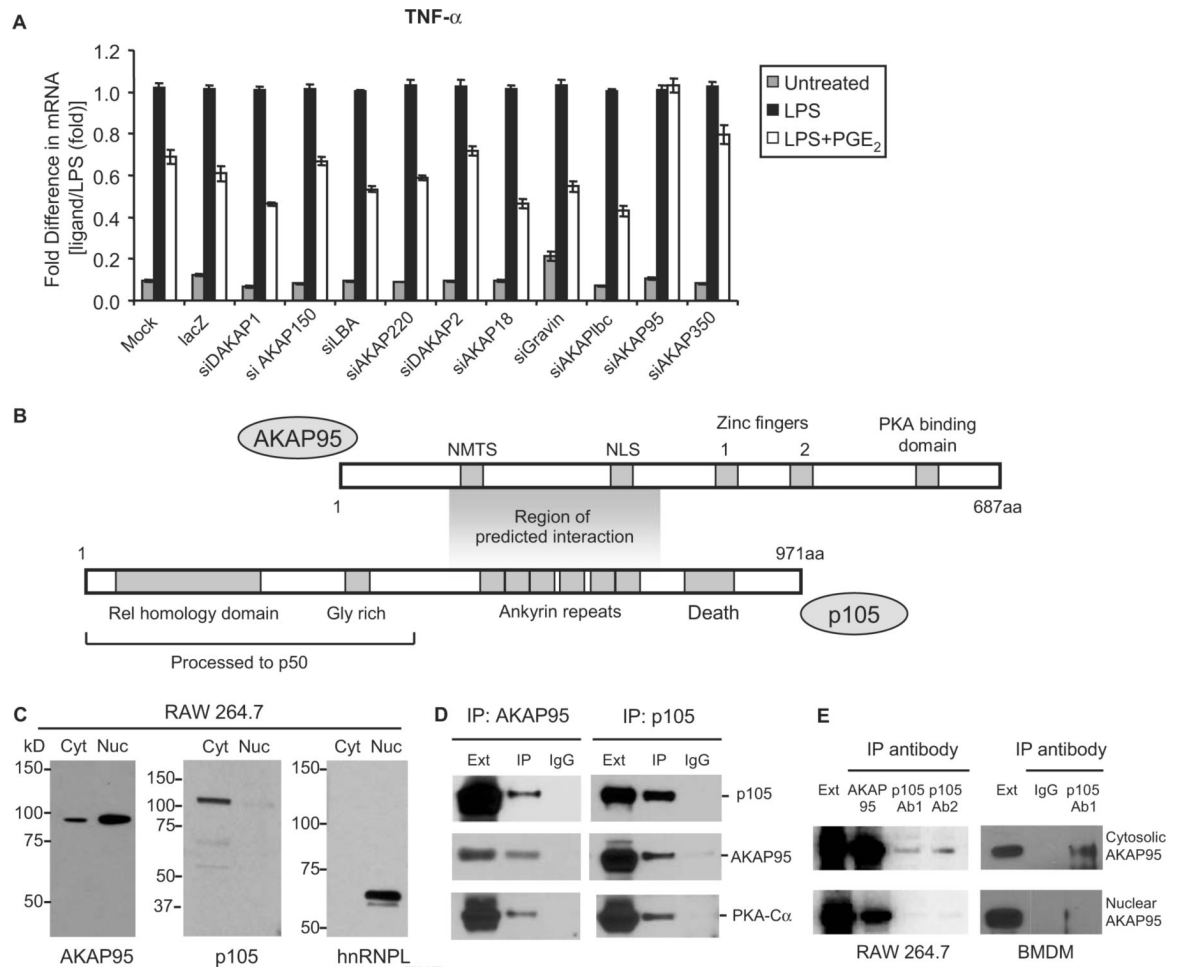 A
TNF-α
Fold Difference in mRNA
[ligand/LPS (fold)]
1.2
1.0
0.8
0.6
0.4
0.2
0.0
Untreated
LPS
LPS+PGE2
Mock
lacZ
siDAKAP1
si AKAP150
siLBA
siAKAP220
siDAKAP2
siAKAP18
siGravin
siAKAPlbc
siAKAP95
siAKAP350
B
AKAP95
NMTS
NLS
Zinc fingers
1 2
PKA binding
domain
1
687aa
Region of
predicted interaction
1
971aa
Rel homology domain
Gly rich
Ankyrin repeats
Death
p105
Processed to p50
C
RAW 264.7
kD Cyt Nuc
150
100
75
50
AKAP95
Cyt Nuc
150
100
75
50
37
p105
Cyt Nuc
150
100
75
50
hnRNPL
D
IP: AKAP95 IP: p105
Ext IP IgG Ext IP IgG
p105
AKAP95
PKA-Cα
E
IP antibody
Ext AKAP 95 p105 Ab1 p105 Ab2
RAW 264.7
IP antibody
Ext IgG p105 Ab1
Cytosolic
AKAP95
Nuclear
AKAP95
BMDM